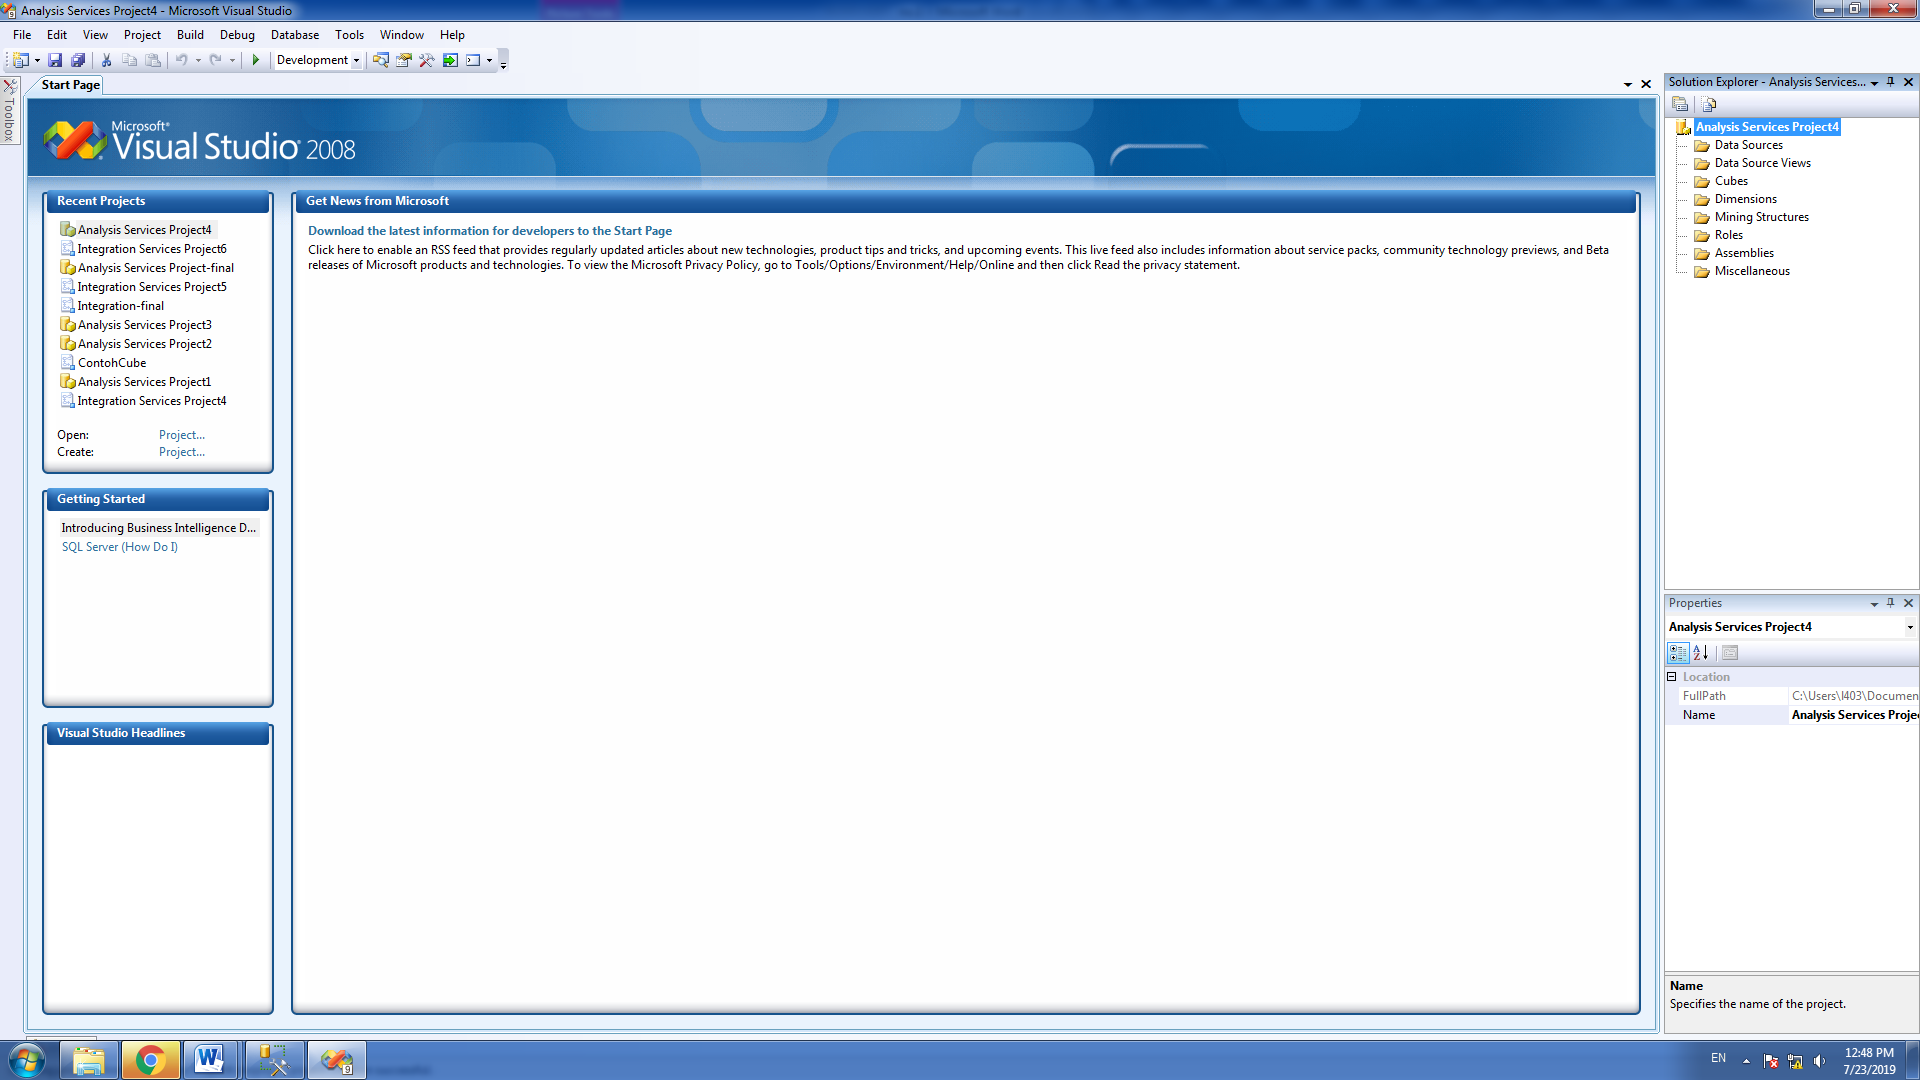 Analysis Services Project4 - Microsoft Visual Studio
File Edit View Project Build Debug Database Tools Window Help
Development
Toolbox
Start Page
Microsoft®
Visual Studio® 2008
Recent Projects
Analysis Services Project4
Integration Services Project6
Analysis Services Project-final
Integration Services Project5
Integration-final
Analysis Services Project3
Analysis Services Project2
ContohCube
Analysis Services Project1
Integration Services Project4
Open: Project...
Create: Project...
Getting Started
Introducing Business Intelligence D...
SQL Server (How Do I)
Visual Studio Headlines
Get News from Microsoft
Download the latest information for developers to the Start Page
Click here to enable an RSS feed that provides regularly updated articles about new technologies, product tips and tricks, and upcoming events. This live feed also includes information about service packs, community technology previews, and Beta
releases of Microsoft products and technologies. To view the Microsoft Privacy Policy, go to Tools/Options/Environment/Help/Online and then click Read the privacy statement.
Solution Explorer - Analysis Services...
Analysis Services Project4
Data Sources
Data Source Views
Cubes
Dimensions
Mining Structures
Roles
Assemblies
Miscellaneous
Properties
Analysis Services Project4
Location
FullPath C:\Users\l403\Documen
Name Analysis Services Proje
Name
Specifies the name of the project.
EN
12:48 PM
7/23/2019